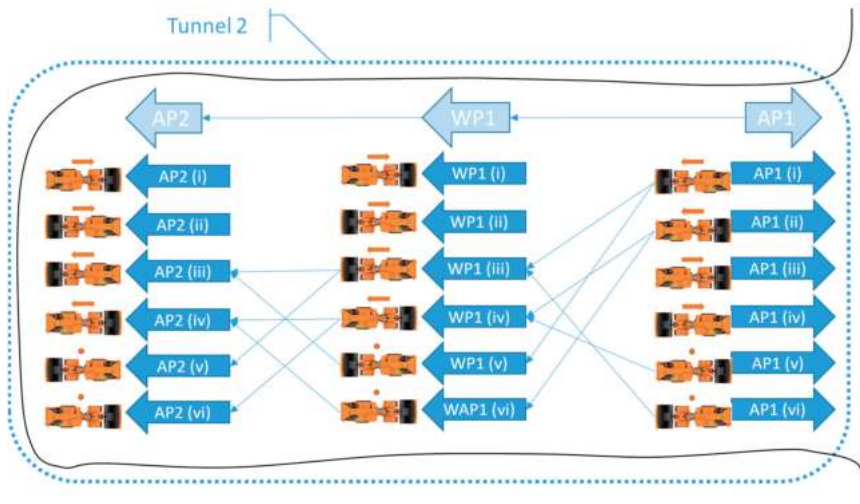 Tunnel 2
AP2 WP1 AP1
AP2 (i) WP1 (i) AP1 (i)
AP2 (ii) WP1 (ii) AP1 (ii)
AP2 (iii) WP1 (iii) AP1 (iii)
AP2 (iv) WP1 (iv) AP1 (iv)
AP2 (v) WP1 (v) AP1 (v)
AP2 (vi) WAP1 (vi) AP1 (vi)